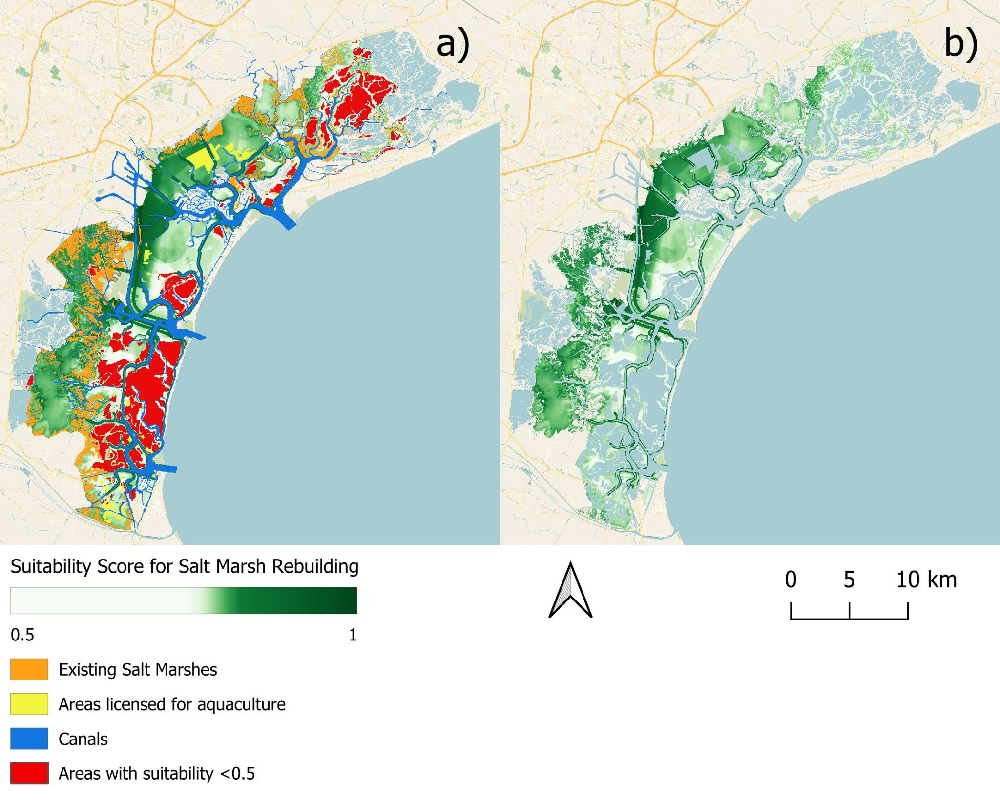 a)
b)
Suitability Score for Salt Marsh Rebuilding
0.5 1
0 5 10 km
Existing Salt Marshes
Areas licensed for aquaculture
Canals
Areas with suitability <0.5